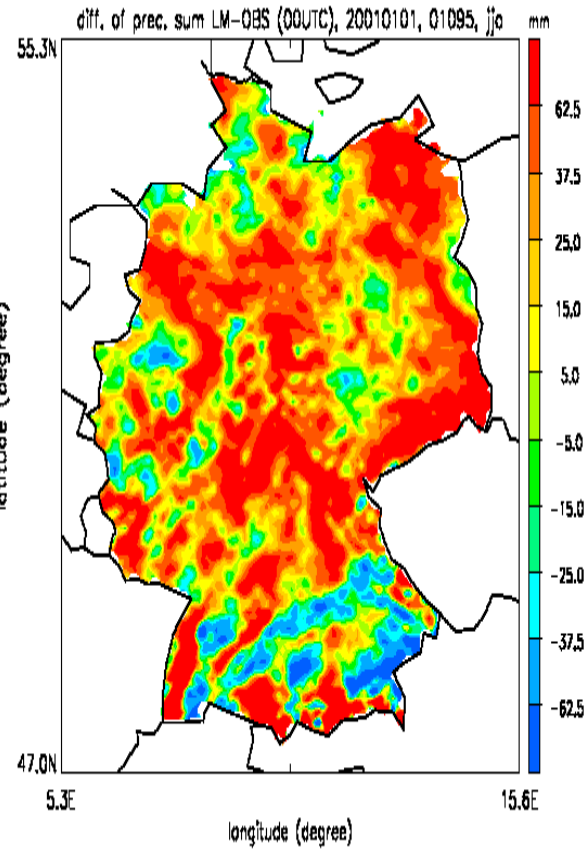 diff. of prec. sum LM-OBS (00UTC), 20010101, 01095, jja
mm
55.3N
62.5
37.5
25.0
15.0
5.0
-5.0
-15.0
-25.0
-37.5
-62.5
latitude (degree)
47.0N
5.3E
15.6E
longitude (degree)